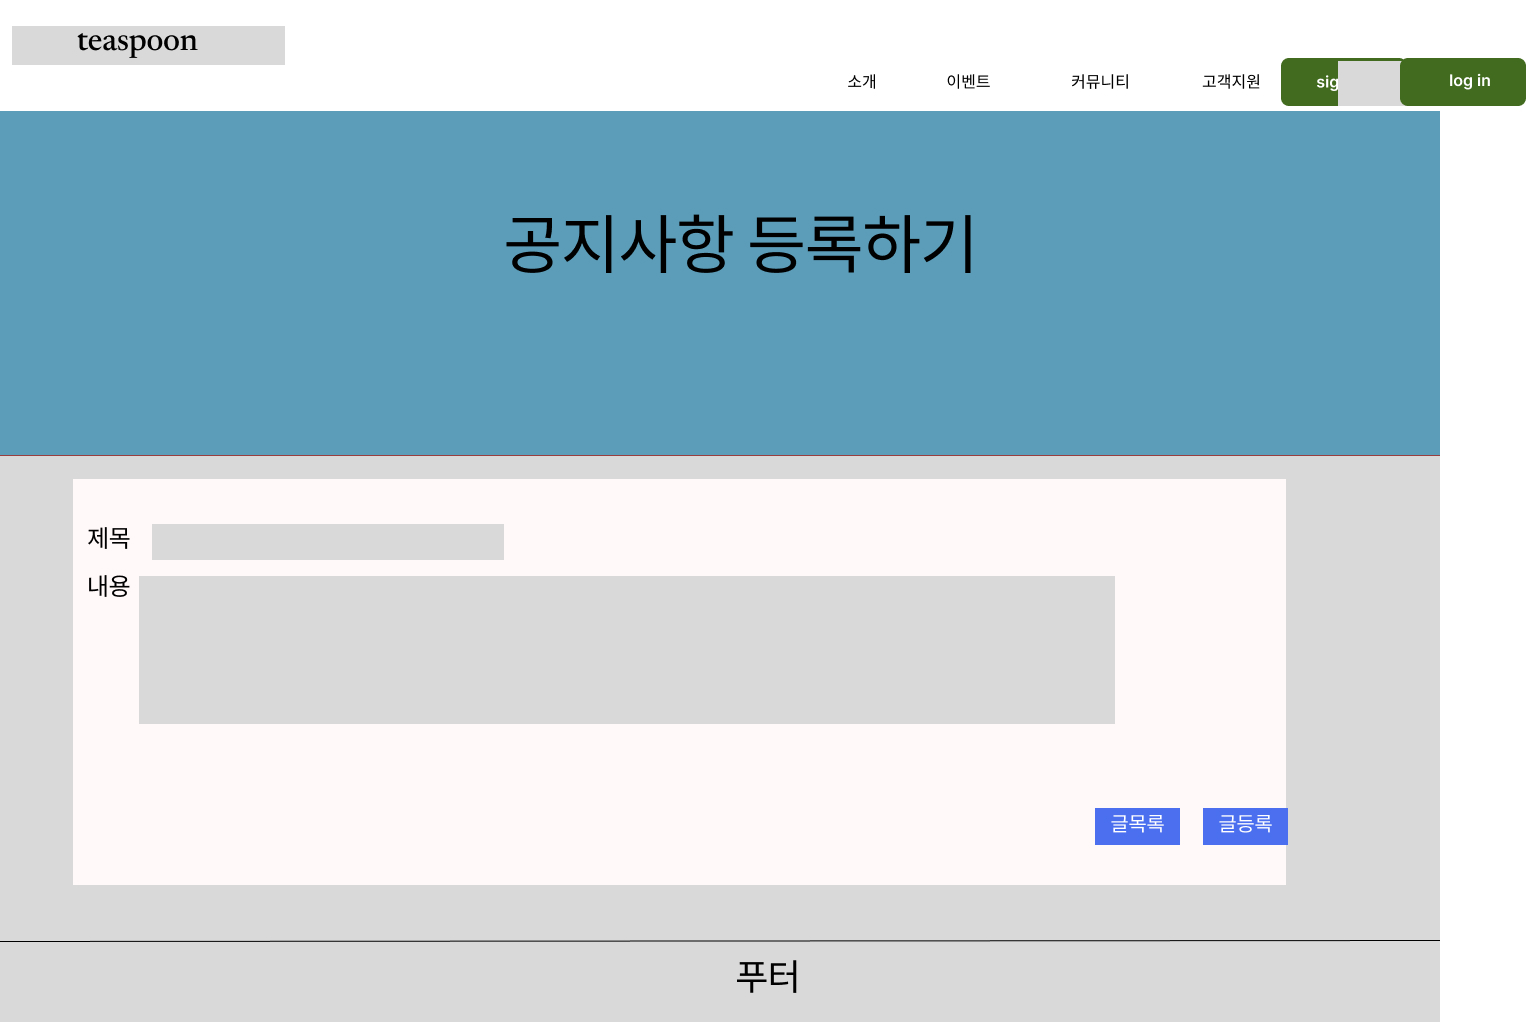 teaspoon
소개 이벤트 커뮤니티 고객지원 sig log in
공지사항 등록하기
제목
내용
글목록 글등록
푸터